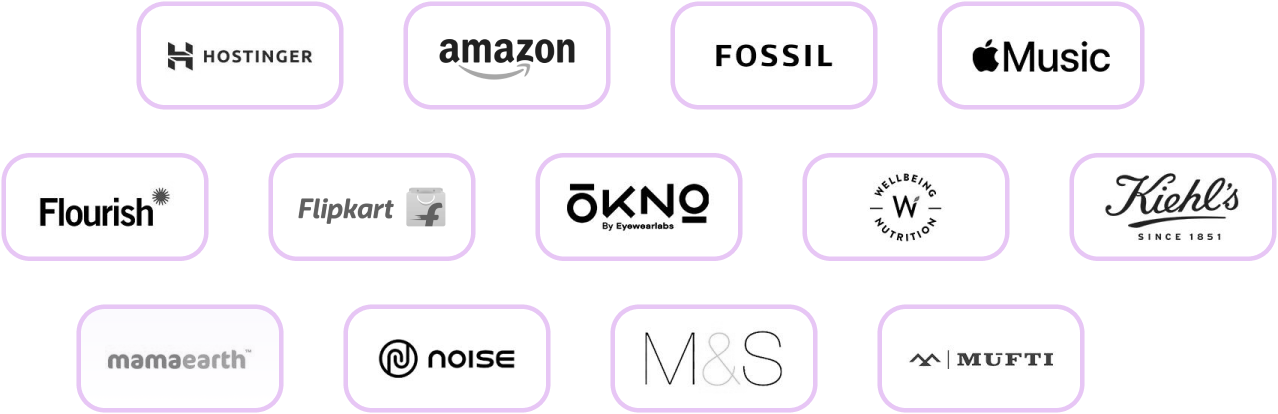 HOSTINGER
amazon
FOSSIL
Music
Flourish
Flipkart
ŌKNO
By Eyewearlabs
WELLBEING
W
NUTRITION
Kiehl's
SINCE 1851
mamaearth™
NOISE
M&S
MUFTI